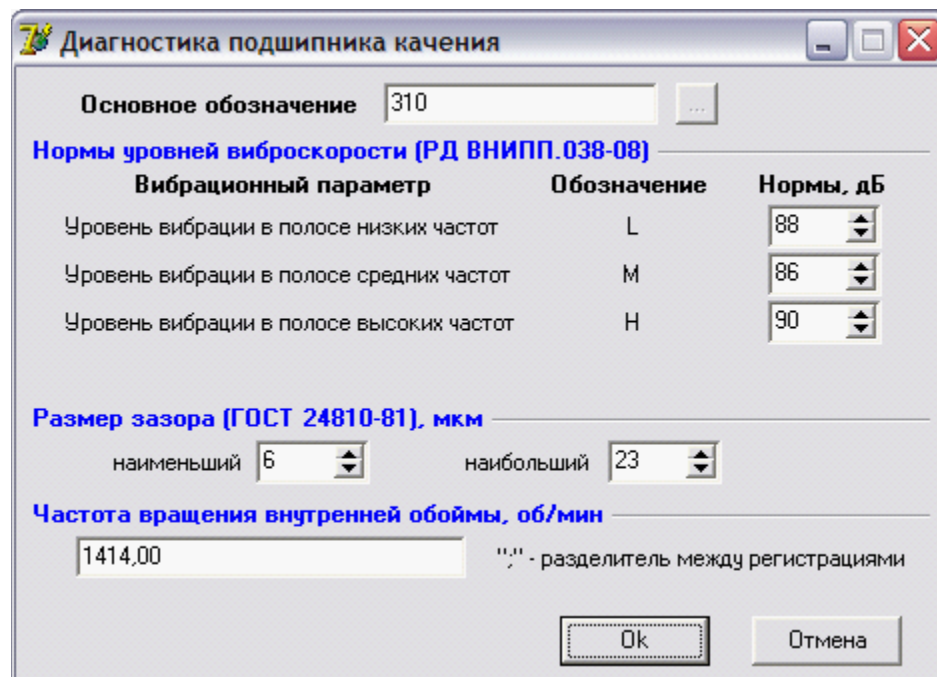 Диагностика подшипника качения
Основное обозначение 310 ...
Нормы уровней виброскорости (РД ВНИПП.038-08)
Вибрационный параметр Обозначение Нормы, дБ
Уровень вибрации в полосе низких частот L 88
Уровень вибрации в полосе средних частот M 86
Уровень вибрации в полосе высоких частот H 90
Размер зазора (ГОСТ 24810-81), мкм
наименьший 6 наибольший 23
Частота вращения внутренней обоймы, об/мин
1414,00 ";" - разделитель между регистрациями
Ok Отмена